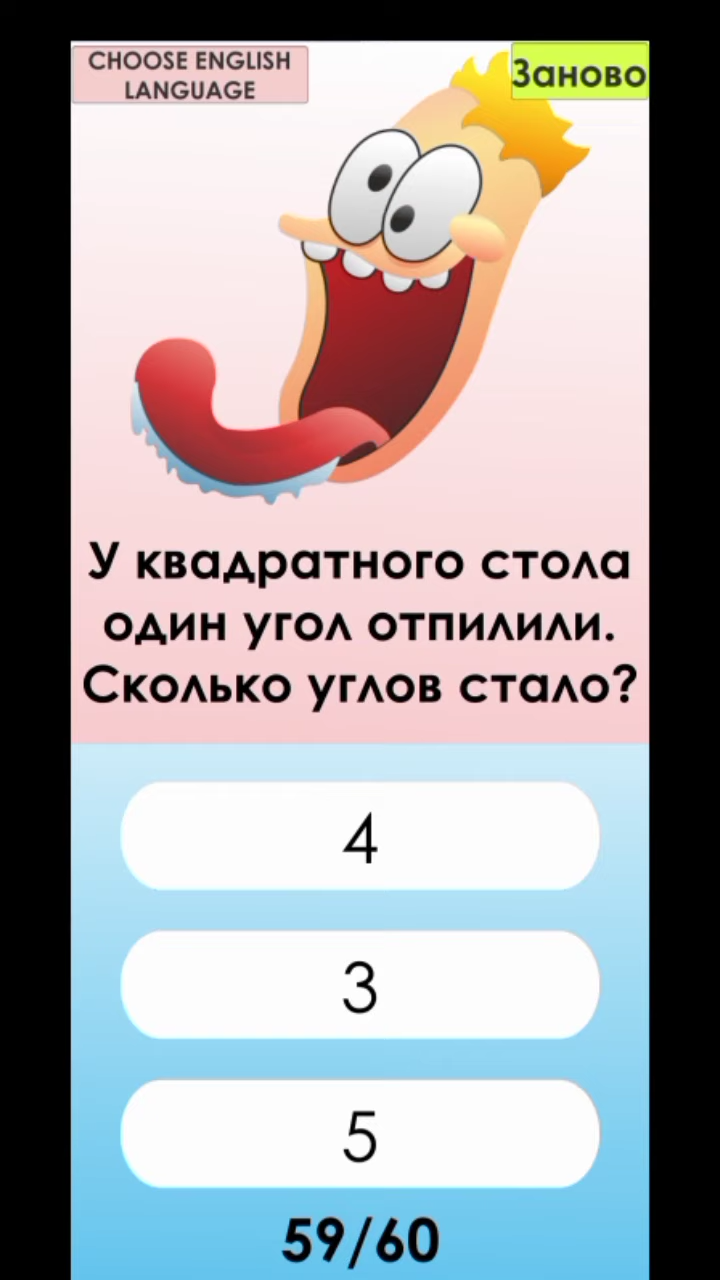 CHOOSE ENGLISH
LANGUAGE
Заново
У квадратного стола
один угол отпилили.
Сколько углов стало?
4
3
5
59/60